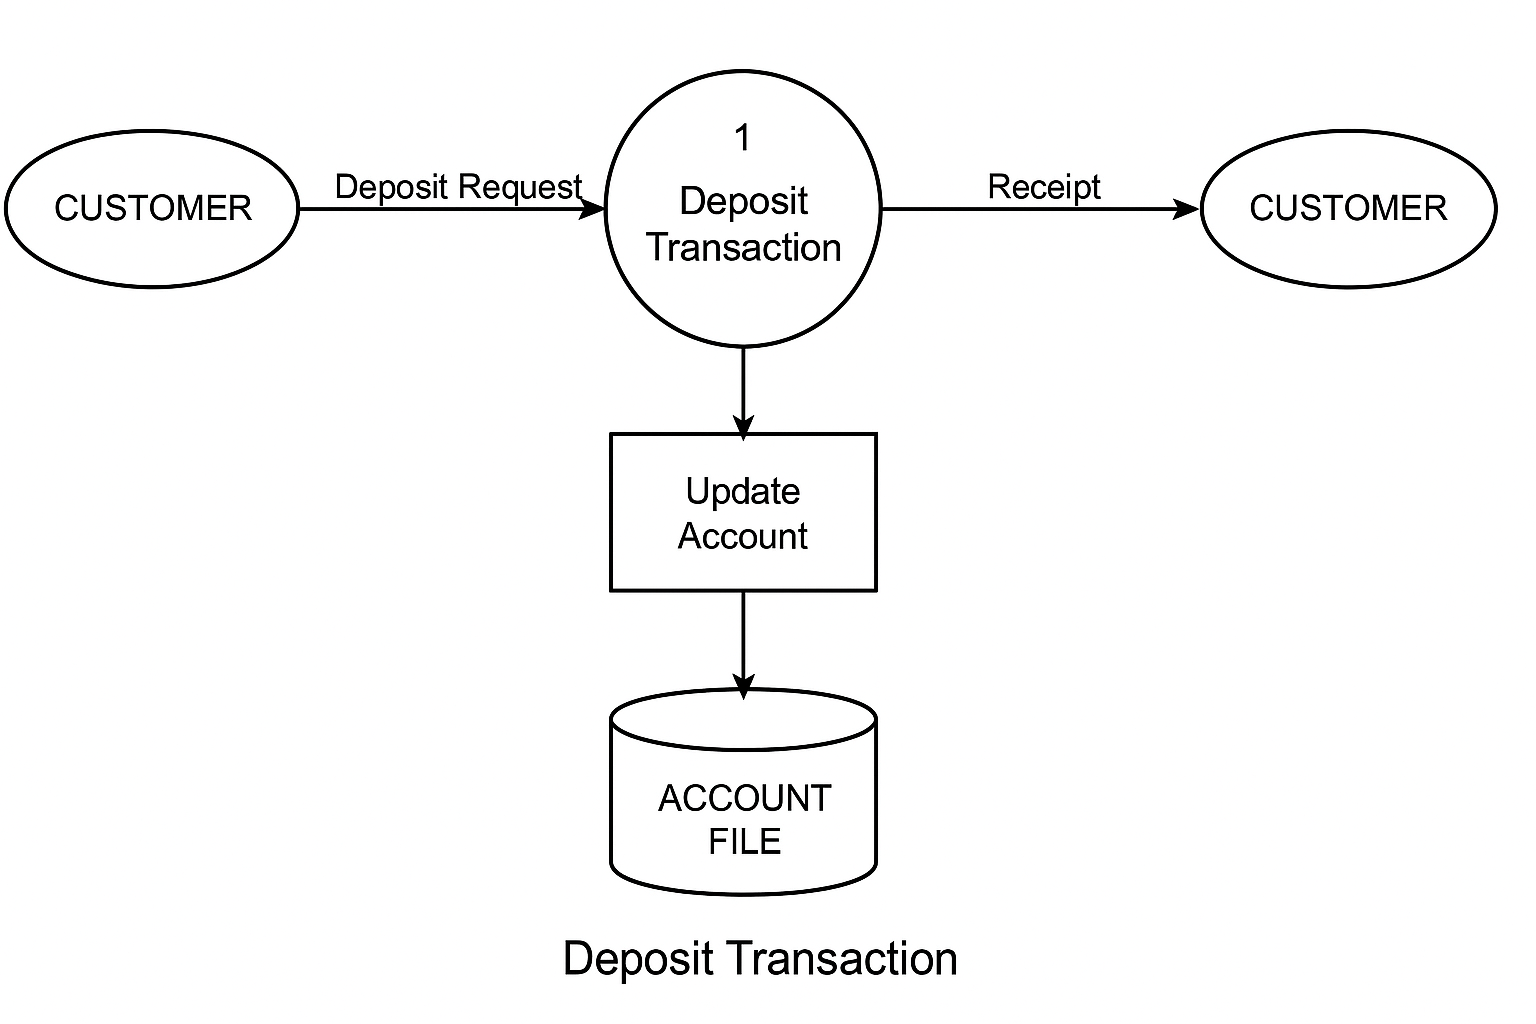 CUSTOMER
Deposit Request
1
Deposit
Transaction
Receipt
CUSTOMER
Update
Account
ACCOUNT
FILE
Deposit Transaction